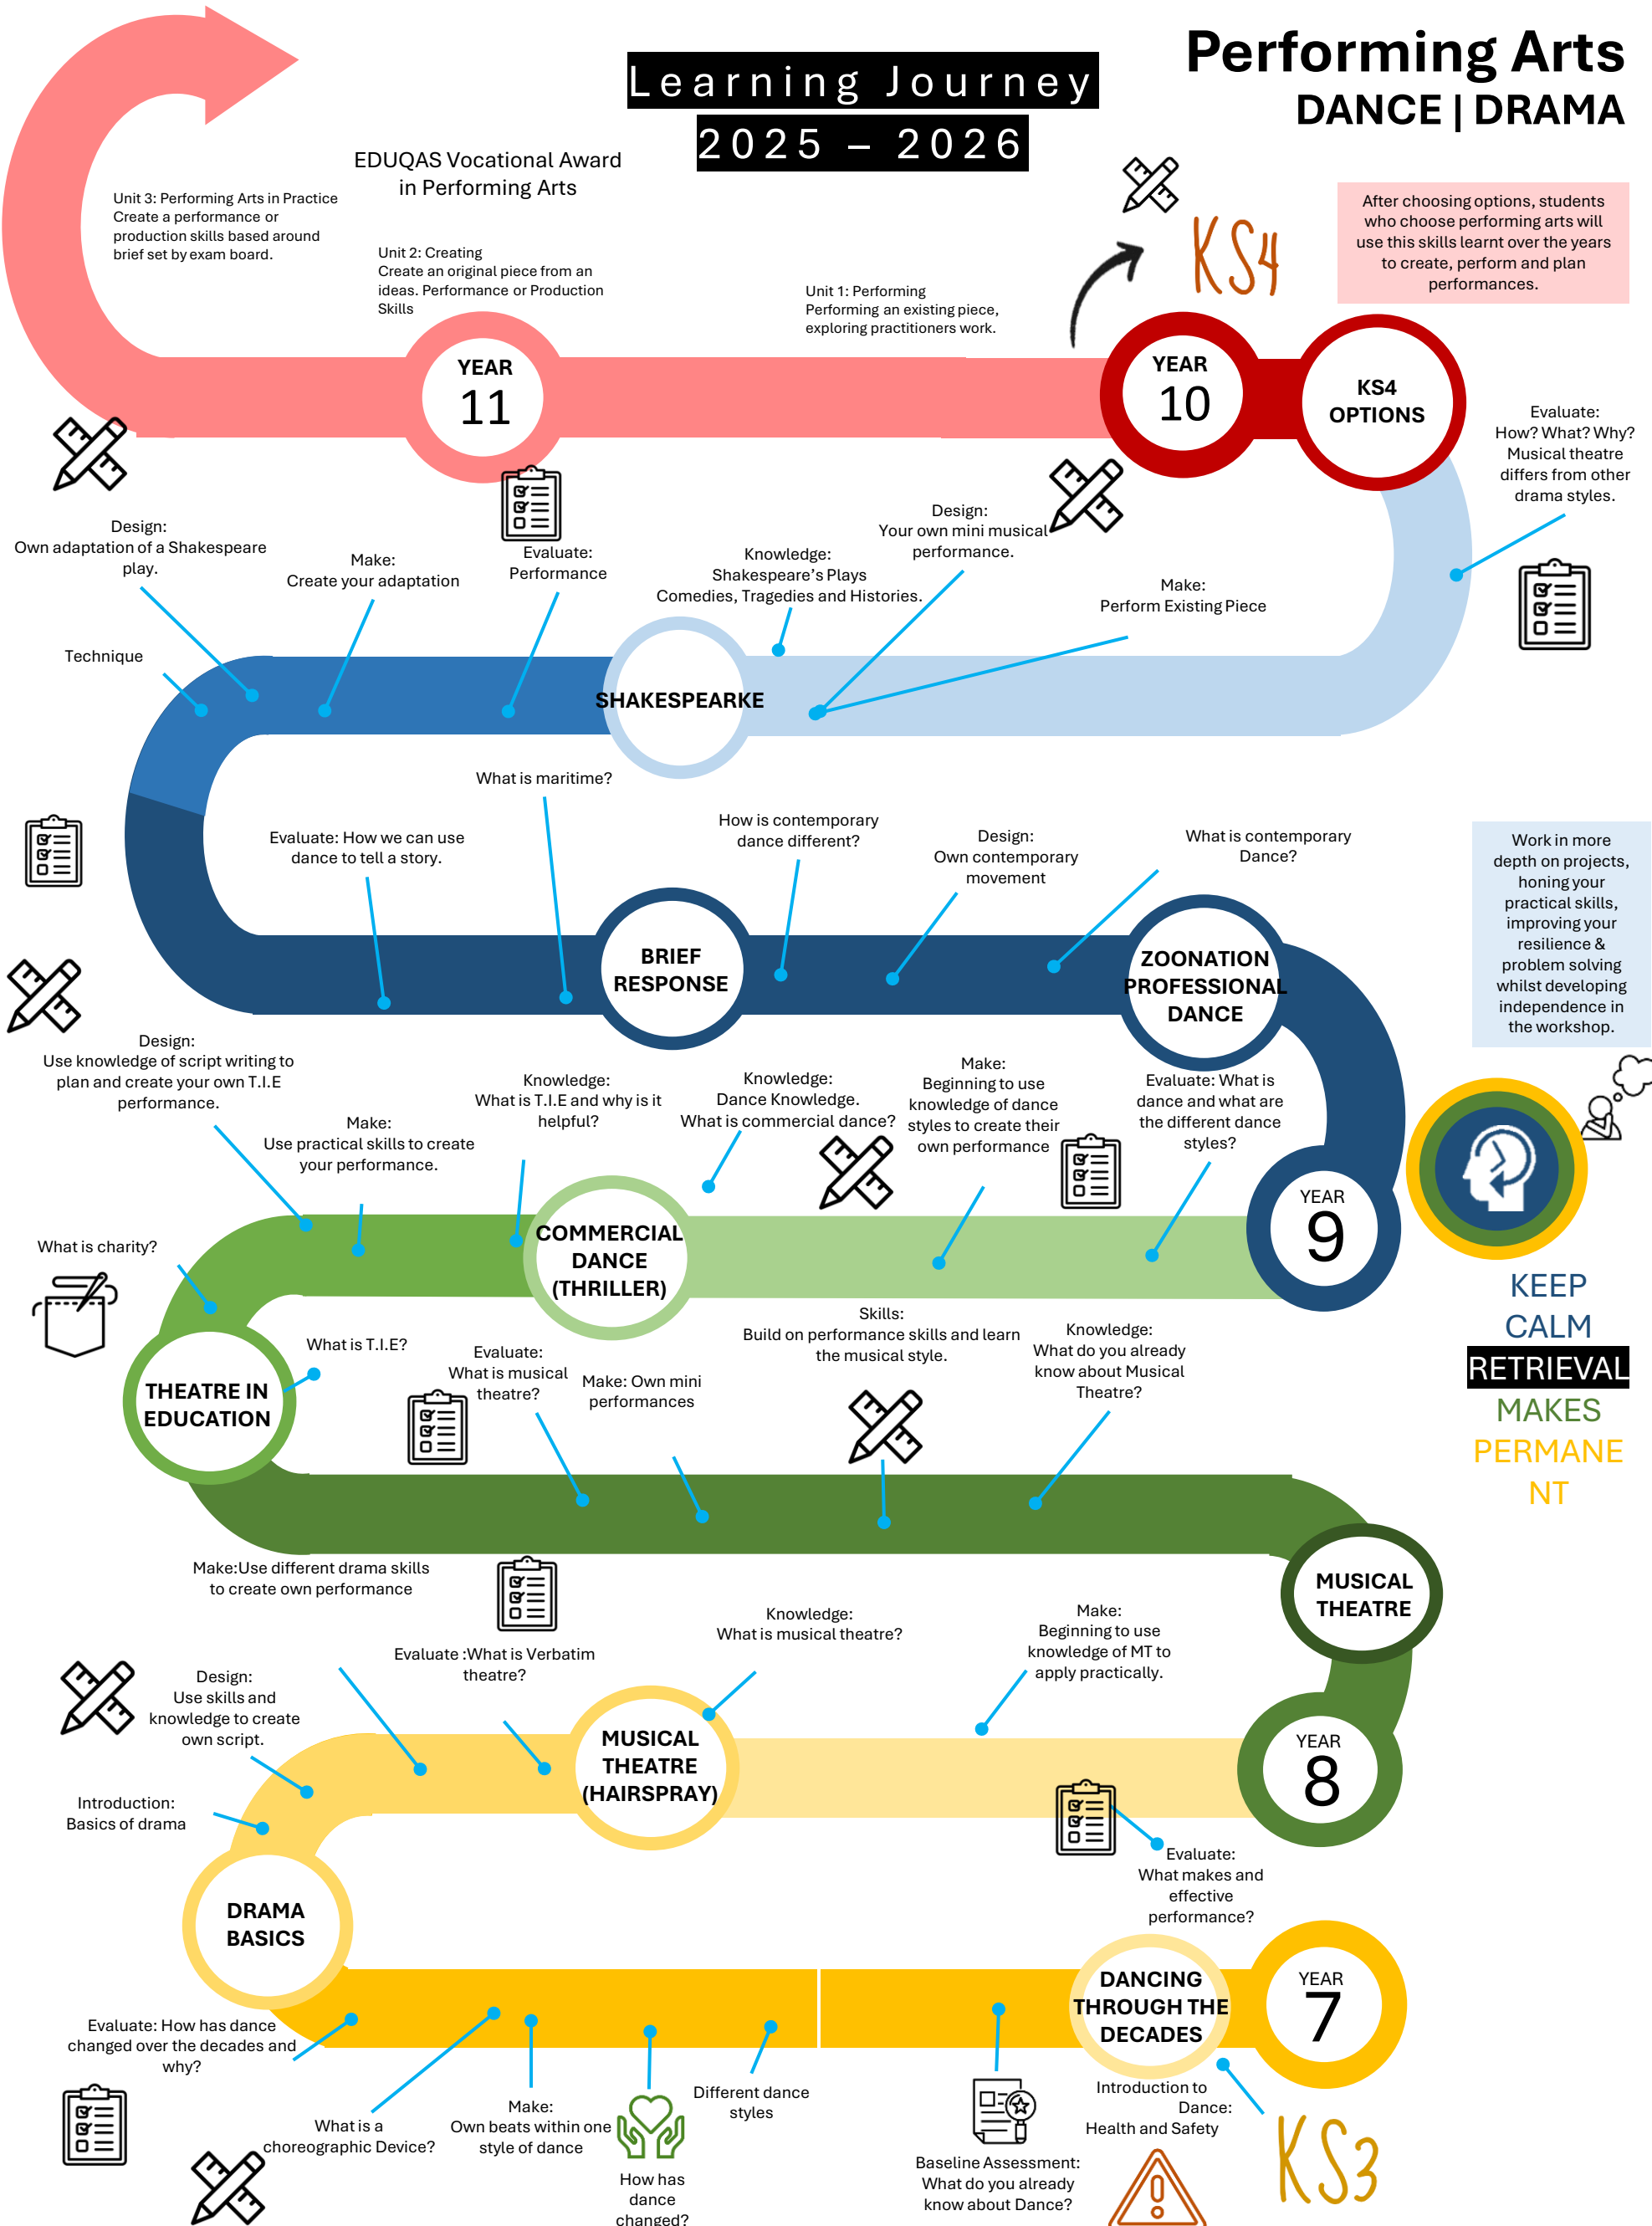 Performing Arts
DANCE | DRAMA
Learning Journey
2025 – 2026
EDUQAS Vocational Award
in Performing Arts
Unit 3: Performing Arts in Practice
Create a performance or
production skills based around
brief set by exam board.
Unit 2: Creating
Create an original piece from an
ideas. Performance or Production
Skills
Unit 1: Performing
Performing an existing piece,
exploring practitioners work.
KS4
After choosing options, students
who choose performing arts will
use this skills learnt over the years
to create, perform and plan
performances.
YEAR
11
YEAR
10
KS4
OPTIONS
Evaluate:
How? What? Why?
Musical theatre
differs from other
drama styles.
Design:
Own adaptation of a Shakespeare
play.
Make:
Create your adaptation
Evaluate:
Performance
Knowledge:
Shakespeare's Plays
Comedies, Tragedies and Histories.
Design:
Your own mini musical
performance.
Make:
Perform Existing Piece
Technique
SHAKESPEARKE
What is maritime?
Evaluate: How we can use
dance to tell a story.
How is contemporary
dance different?
Design:
Own contemporary
movement
What is contemporary
Dance?
Work in more
depth on projects,
honing your
practical skills,
improving your
resilience &
problem solving
whilst developing
independence in
the workshop.
BRIEF
RESPONSE
ZOONATION
PROFESSIONAL
DANCE
Design:
Use knowledge of script writing to
plan and create your own T.I.E
performance.
Make:
Use practical skills to create
your performance.
Knowledge:
What is T.I.E and why is it
helpful?
Knowledge:
Dance Knowledge.
What is commercial dance?
Make:
Beginning to use
knowledge of dance
styles to create their
own performance
Evaluate: What is
dance and what are
the different dance
styles?
YEAR
9
COMMERCIAL
DANCE
(THRILLER)
What is charity?
KEEP
CALM
RETRIEVAL
MAKES
PERMANE
NT
THEATRE IN
EDUCATION
What is T.I.E?
Evaluate:
What is musical
theatre?
Make: Own mini
performances
Skills:
Build on performance skills and learn
the musical style.
Knowledge:
What do you already
know about Musical
Theatre?
MUSICAL
THEATRE
Make:Use different drama skills
to create own performance
Evaluate :What is Verbatim
theatre?
Knowledge:
What is musical theatre?
Make:
Beginning to use
knowledge of MT to
apply practically.
Design:
Use skills and
knowledge to create
own script.
Introduction:
Basics of drama
MUSICAL
THEATRE
(HAIRSPRAY)
YEAR
8
Evaluate:
What makes and
effective
performance?
DRAMA
BASICS
DANCING
THROUGH THE
DECADES
YEAR
7
Evaluate: How has dance
changed over the decades and
why?
What is a
choreographic Device?
Make:
Own beats within one
style of dance
How has
dance
changed?
Different dance
styles
Baseline Assessment:
What do you already
know about Dance?
Introduction to
Dance:
Health and Safety
KS3